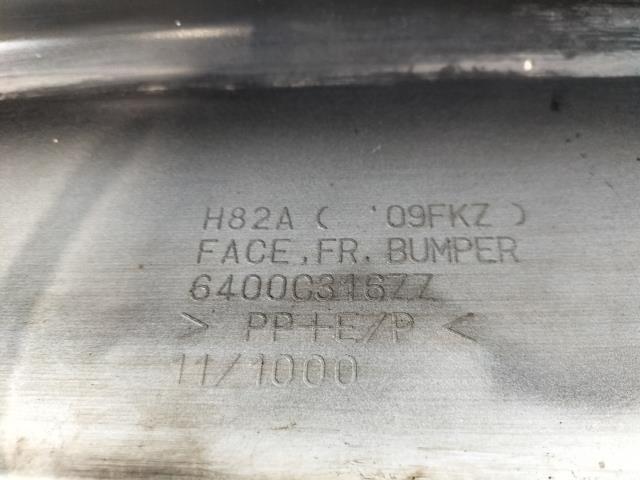 H82A ( '09FKZ )
FACE,FR.BUMPER
6400C316ZZ
> PP+E/P <
11/1000